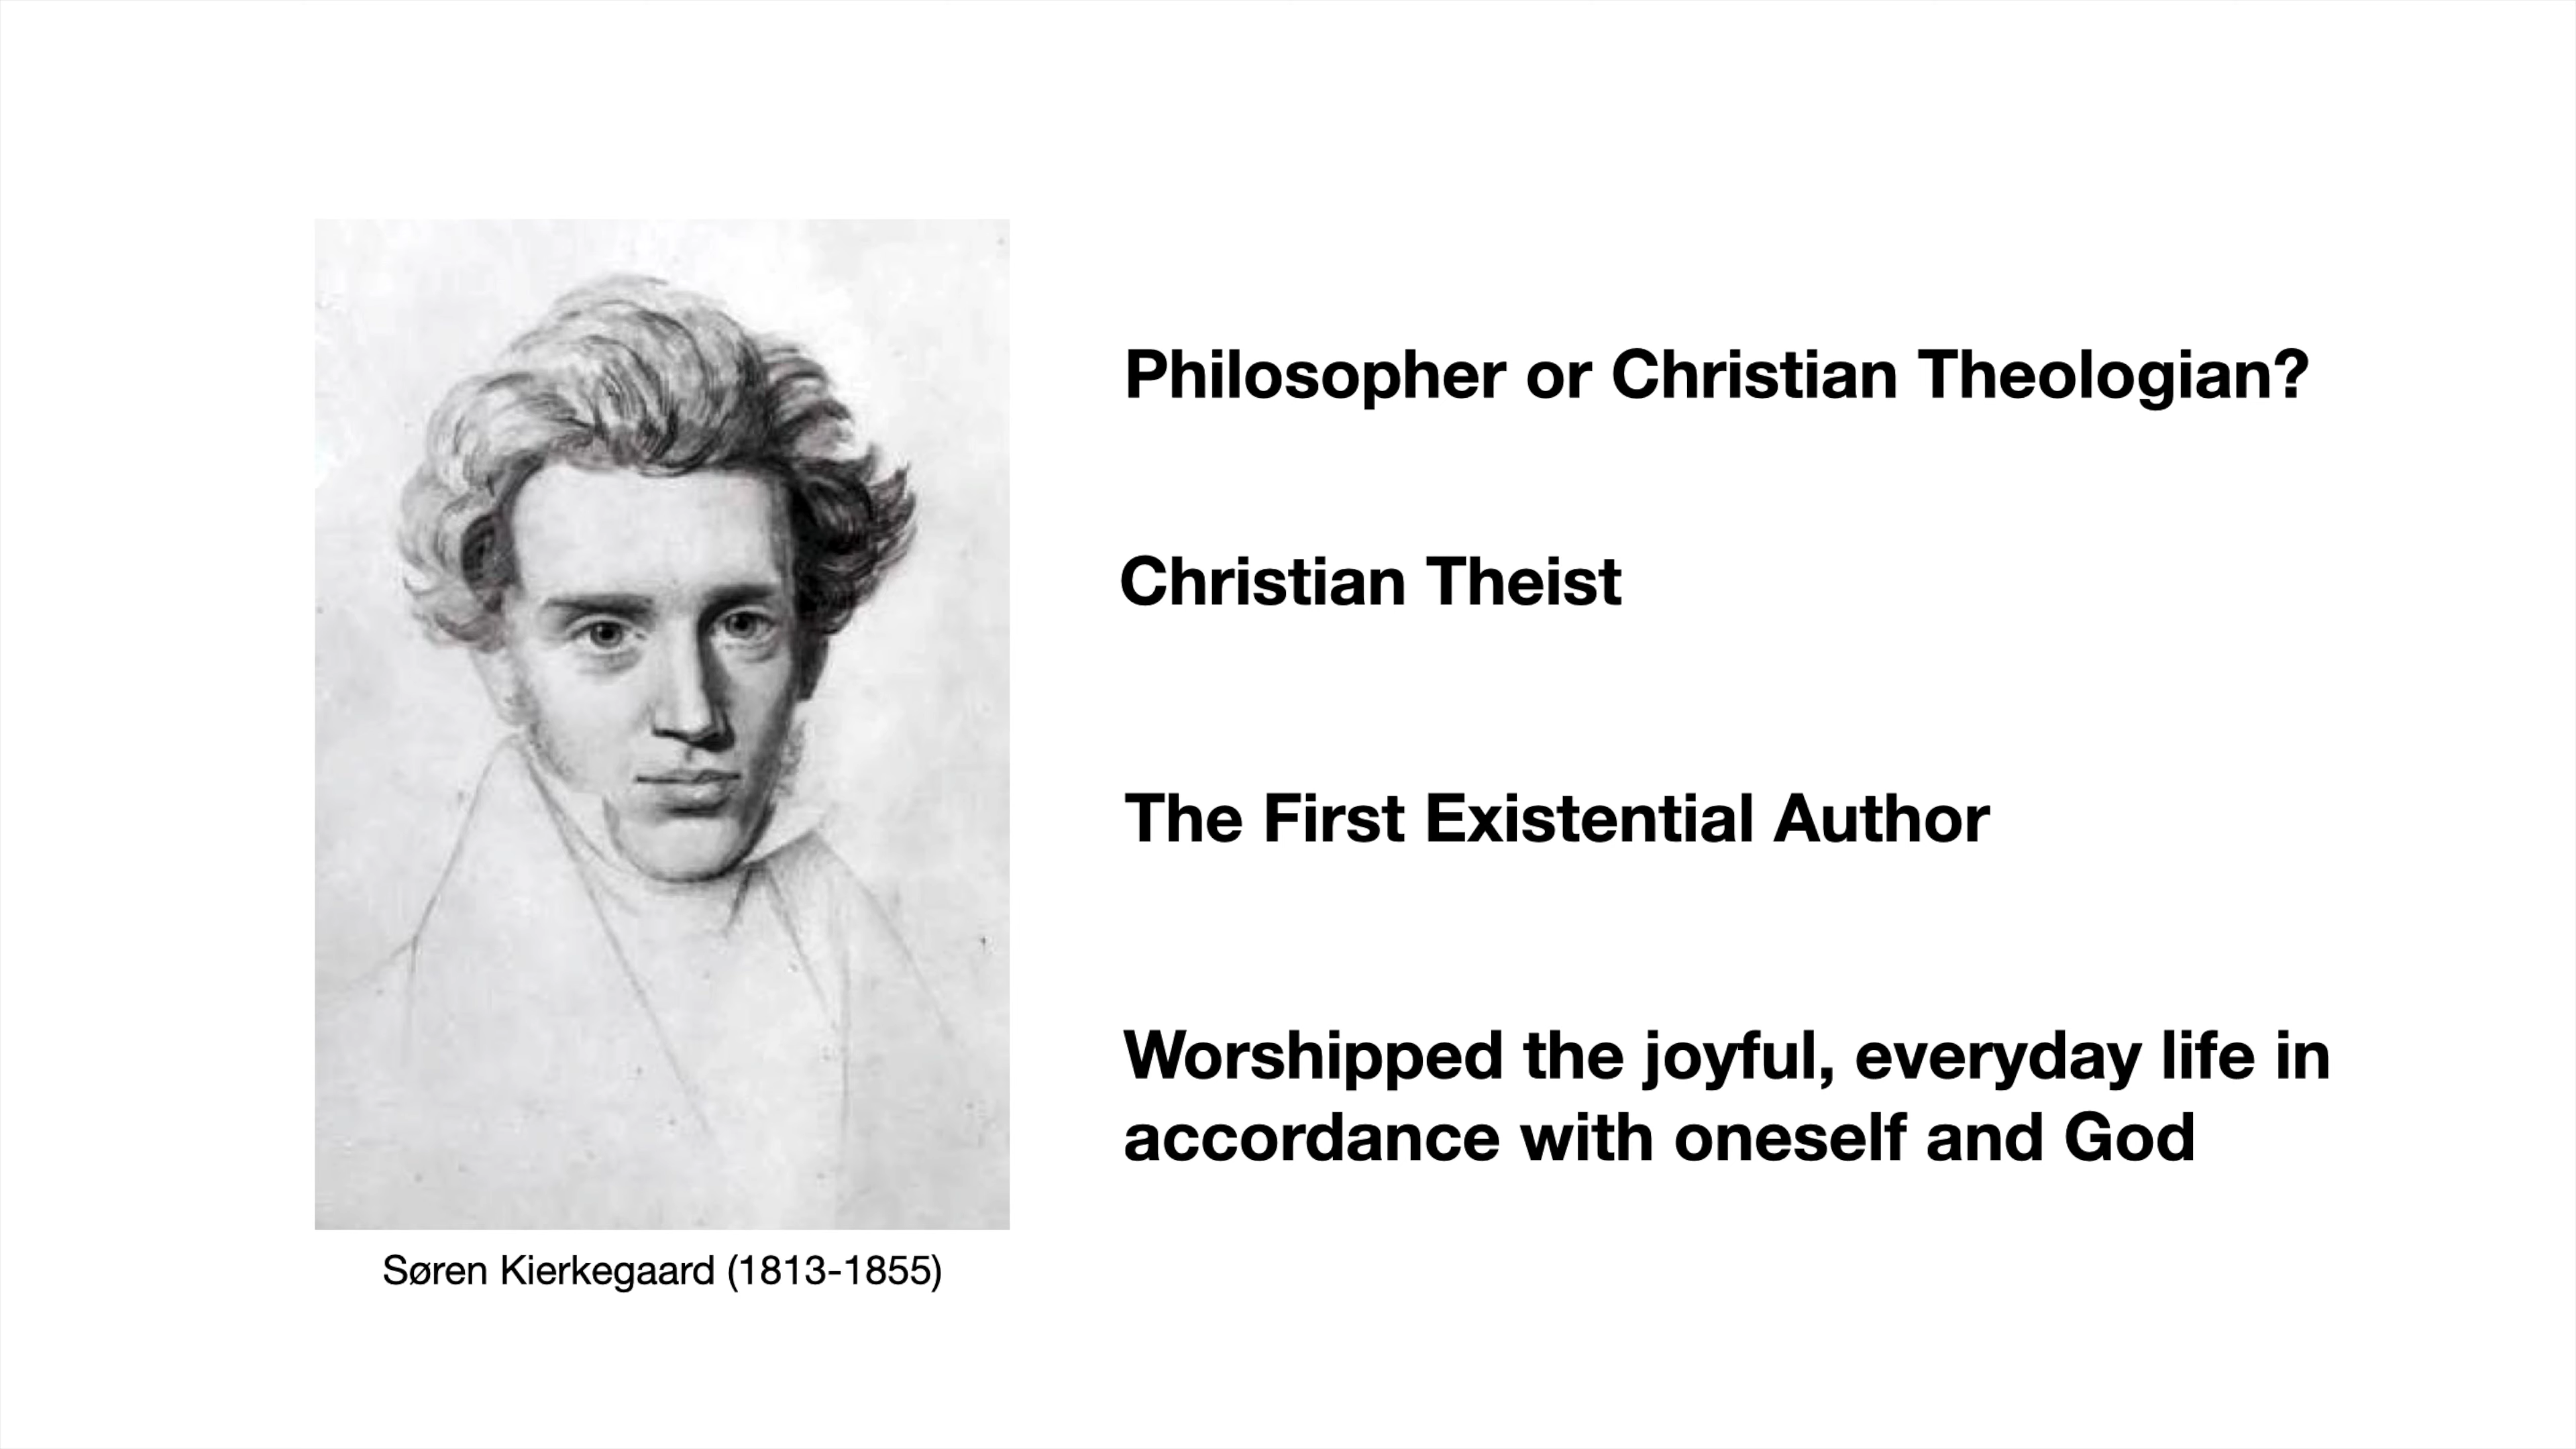 Philosopher or Christian Theologian?
Christian Theist
The First Existential Author
Worshipped the joyful, everyday life in
accordance with oneself and God
Søren Kierkegaard (1813-1855)